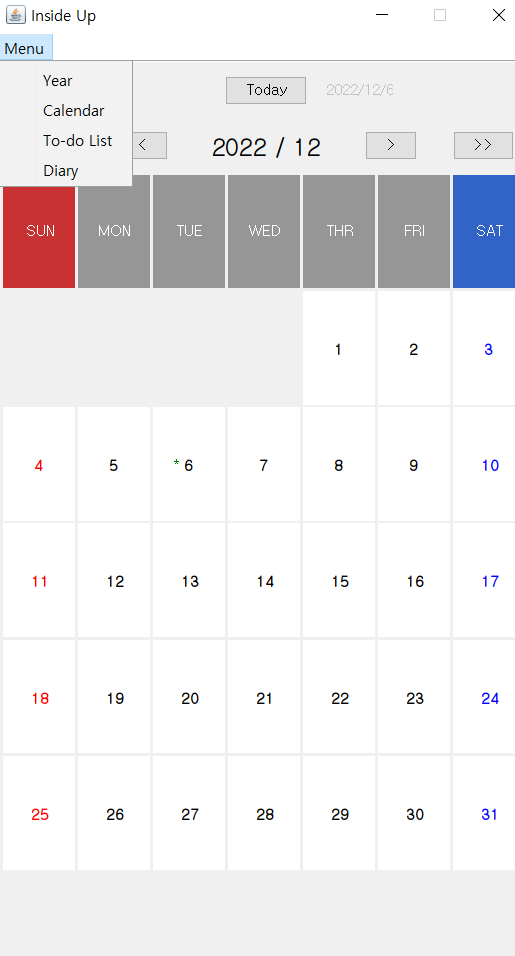 Inside Up
Menu
Year
Calendar
To-do List
Diary
Today 2022/12/6
< 2022 / 12 > >>
SUN MON TUE WED THR FRI SAT
1 2 3
4 5 * 6 7 8 9 10
11 12 13 14 15 16 17
18 19 20 21 22 23 24
25 26 27 28 29 30 31